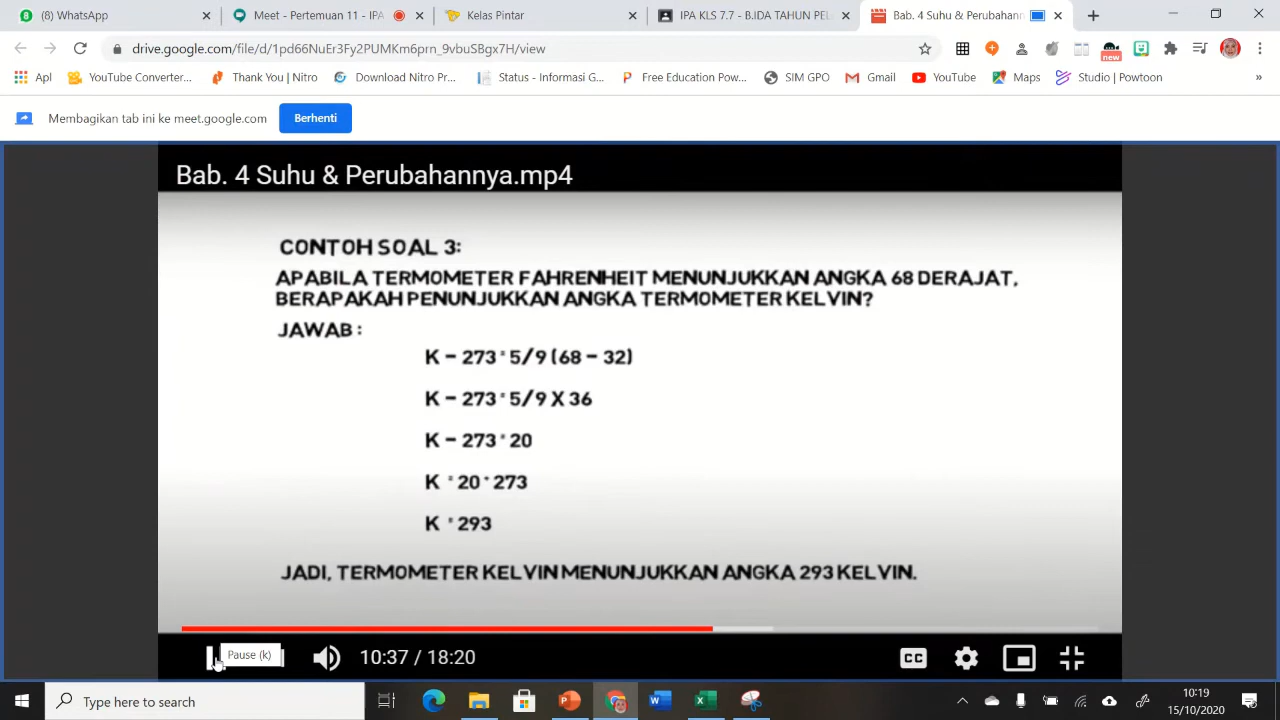 (8) WhatsApp
Meet - Pertem 11 - IPA
Kelas Pintar
IPA KLS 7.7 - BJDA TAHUN PEL
Bab. 4 Suhu & Perubahann
drive.google.com/file/d/1pd66NuEr3Fy2PUMKm6prn_9vbuSBgx7H/view
new
Apl
YouTube Converter...
Thank You | Nitro
Download Nitro Pr...
Status - Informasi G...
Free Education Pow...
SIM GPO
Gmail
YouTube
Maps
Studio | Powtoon
»
Membagikan tab ini ke meet.google.com
Berhenti
Bab. 4 Suhu & Perubahannya.mp4
CONTOH SOAL 3:
APABILA TERMOMETER FAHRENHEIT MENUNJUKKAN ANGKA 68 DERAJAT,
BERAPAKAH PENUNJUKKAN ANGKA TERMOMETER KELVIN?
JAWAB :
K - 273 = 5/9 (68 - 32)
K - 273 = 5/9 X 36
K - 273 = 20
K = 20 + 273
K = 293
JADI, TERMOMETER KELVIN MENUNJUKKAN ANGKA 293 KELVIN.
Pause (k)
10:37 / 18:20
CC
Type here to search
10:19
15/10/2020